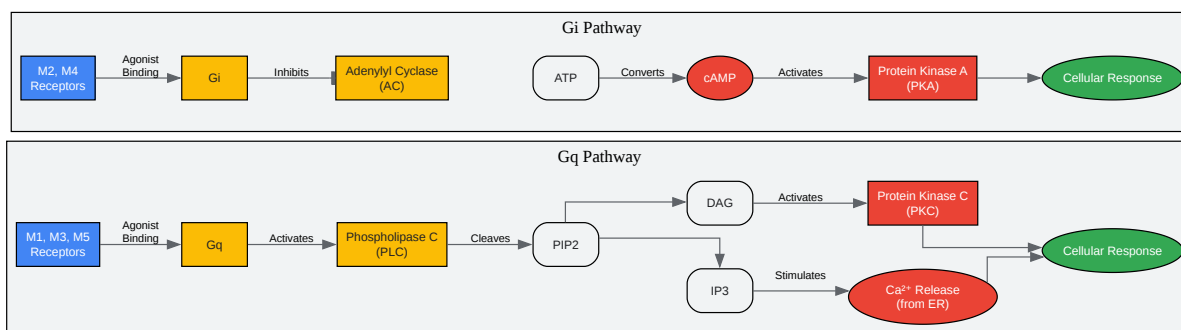 Gi Pathway
M2, M4
Receptors
Agonist
Binding
Gi
Inhibits
Adenylyl Cyclase
(AC)
ATP
Converts
cAMP
Activates
Protein Kinase A
(PKA)
Cellular Response
Gq Pathway
M1, M3, M5
Receptors
Agonist
Binding
Gq
Activates
Phospholipase C
(PLC)
Cleaves
PIP2
DAG
Activates
Protein Kinase C
(PKC)
IP3
Stimulates
Ca²⁺ Release
(from ER)
Cellular Response